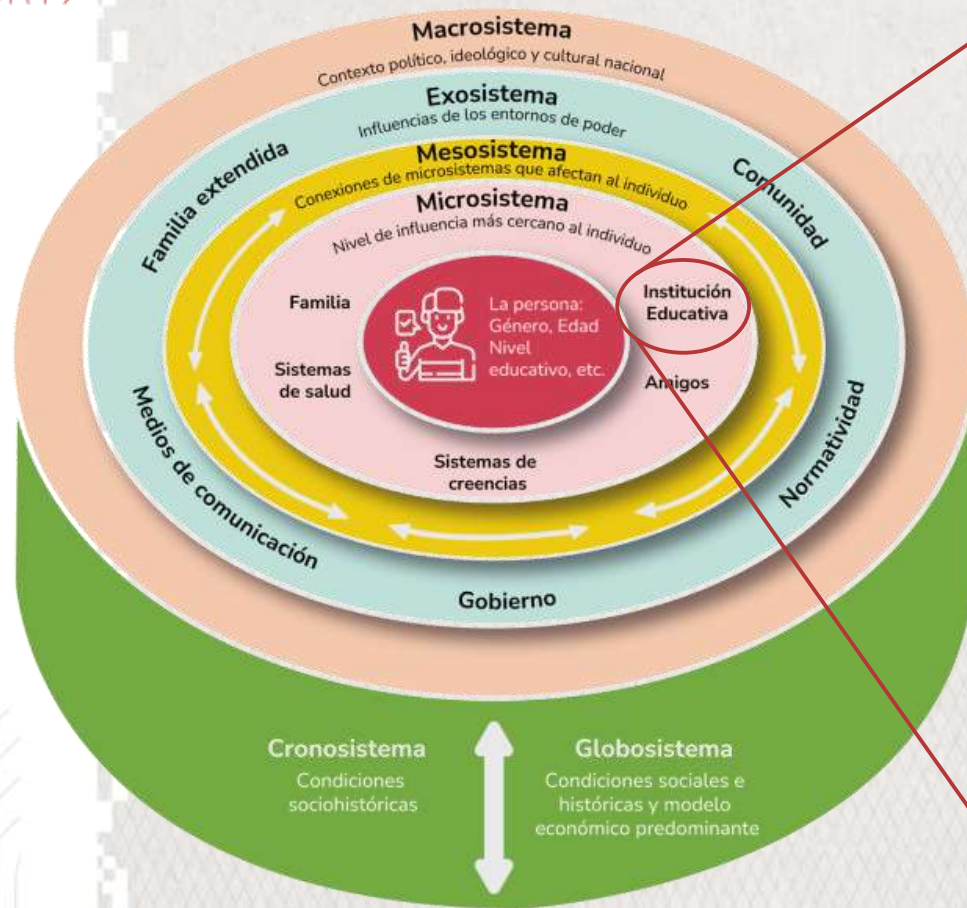 Macrosistema
Contexto político, ideológico y cultural nacional
Exosistema
Influencias de los entornos de poder
Mesosistema
Conexiones de microsistemas que afectan al individuo
Microsistema
Nivel de influencia más cercano al individuo
Familia extendida
Comunidad
Familia
La persona:
Género, Edad
Nivel
educativo, etc.
Institución
Educativa
Sistemas
de salud
Amigos
Sistemas de
creencias
Medios de comunicación
Normatividad
Gobierno
Cronosistema
Condiciones
sociohistóricas
Globosistema
Condiciones sociales e
históricas y modelo
económico predominante